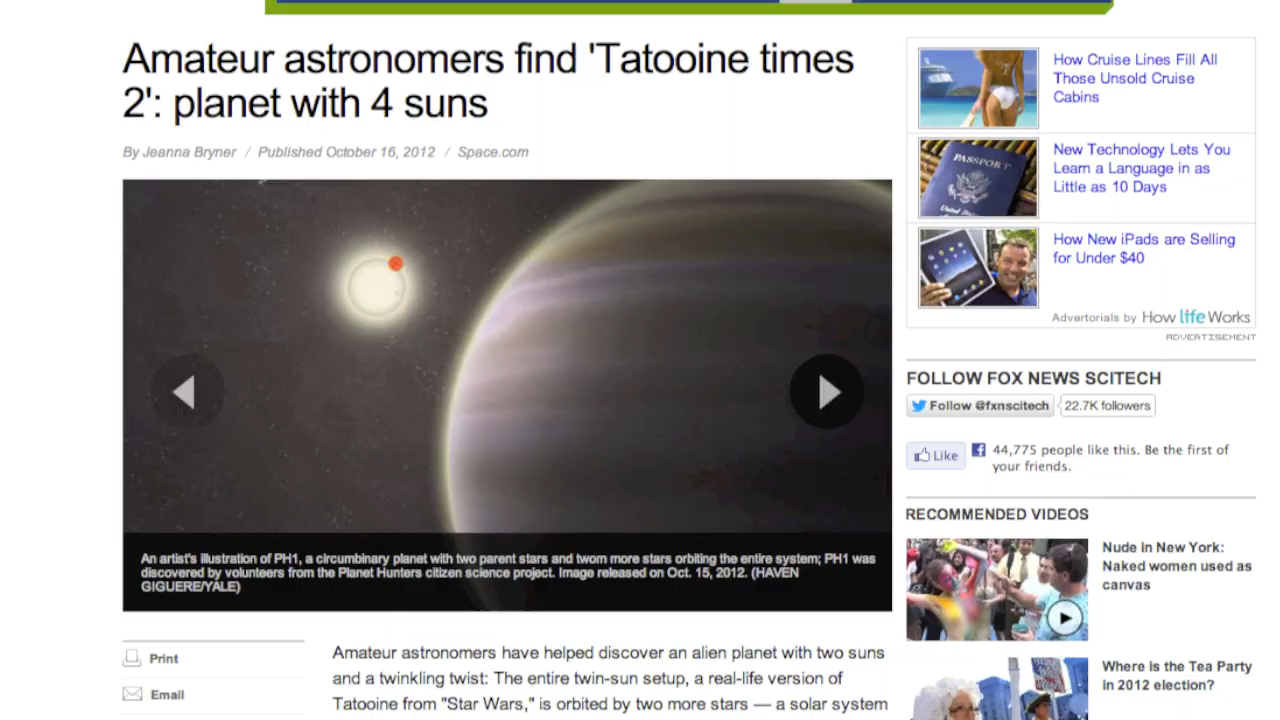 Amateur astronomers find 'Tatooine times
2': planet with 4 suns
By Jeanna Bryner / Published October 16, 2012 / Space.com
An artist's illustration of PH1, a circumbinary planet with two parent stars and twom more stars orbiting the entire system; PH1 was
discovered by volunteers from the Planet Hunters citizen science project. Image released on Oct. 15, 2012. (HAVEN
GIGUERE/YALE)
Print
Email
Amateur astronomers have helped discover an alien planet with two suns
and a twinkling twist: The entire twin-sun setup, a real-life version of
Tatooine from "Star Wars," is orbited by two more stars — a solar system
How Cruise Lines Fill All
Those Unsold Cruise
Cabins
PASSPORT
New Technology Lets You
Learn a Language in as
Little as 10 Days
How New iPads are Selling
for Under $40
Advertorials by How life Works
ADVERTISEMENT
FOLLOW FOX NEWS SCITECH
Follow @fxnscitech 22.7K followers
Like 44,775 people like this. Be the first of
your friends.
RECOMMENDED VIDEOS
Nude in New York:
Naked women used as
canvas
Where is the Tea Party
in 2012 election?